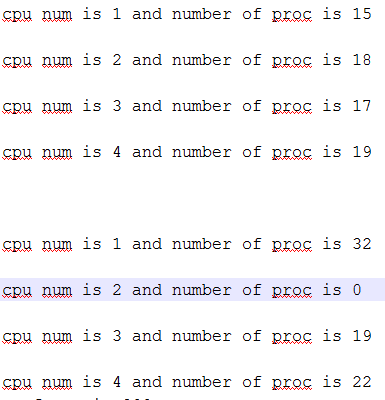 cpu num is 1 and number of proc is 15
cpu num is 2 and number of proc is 18
cpu num is 3 and number of proc is 17
cpu num is 4 and number of proc is 19
cpu num is 1 and number of proc is 32
cpu num is 2 and number of proc is 0
cpu num is 3 and number of proc is 19
cpu num is 4 and number of proc is 22